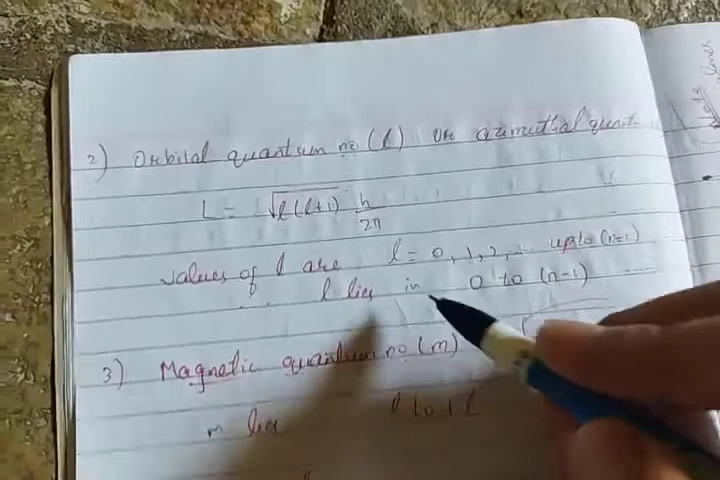 2) Orbital quantum no (l) or azimuthal quant
L = √l(l+1) h/2π
values of l are l = 0, 1, 2, ... upto (n-1)
l lies in 0 to (n-1)
3) Magnetic quantum no (m)
m lies l to + l